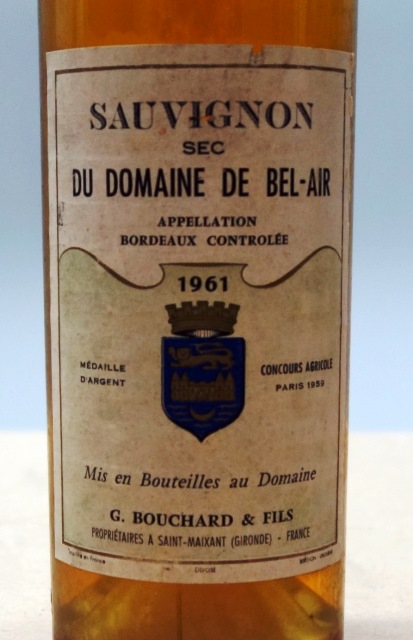 SAUVIGNON
SEC
DU DOMAINE DE BEL-AIR
APPELLATION
BORDEAUX CONTROLÉE
1961
MÉDAILLE
D'ARGENT
CONCOURS AGRICOLE
PARIS 1959
Mis en Bouteilles au Domaine
G. BOUCHARD & FILS
PROPRIÉTAIRES A SAINT-MAIXANT (GIRONDE) - FRANCE